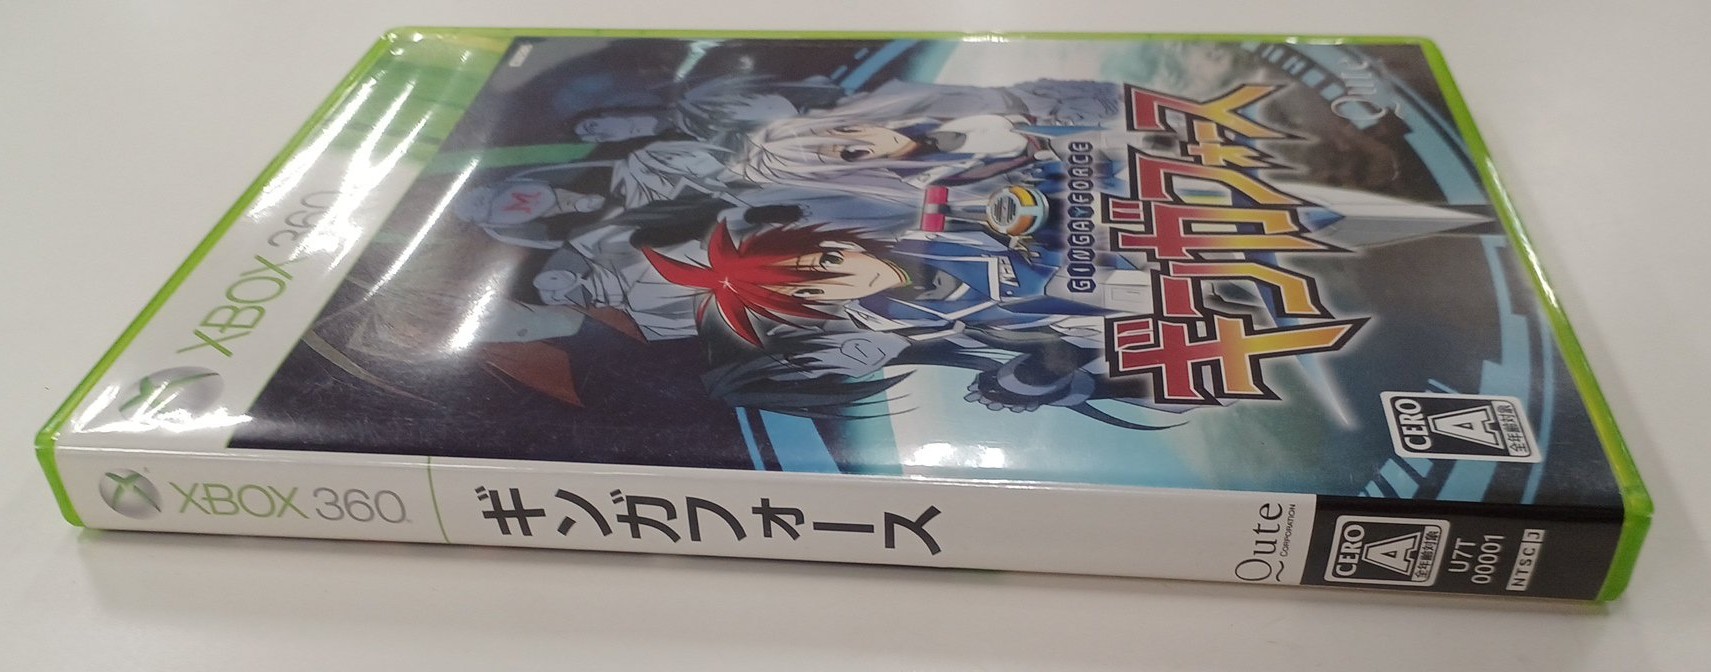 XBOX 360
Qute
ギンガフォース
GINGA FORCE
M
CERO
A
全年齢対象
XBOX 360
ギンガフォース
Qute
CORPORATION
CERO
A
全年齢対象
U7T
00001
NTSC J